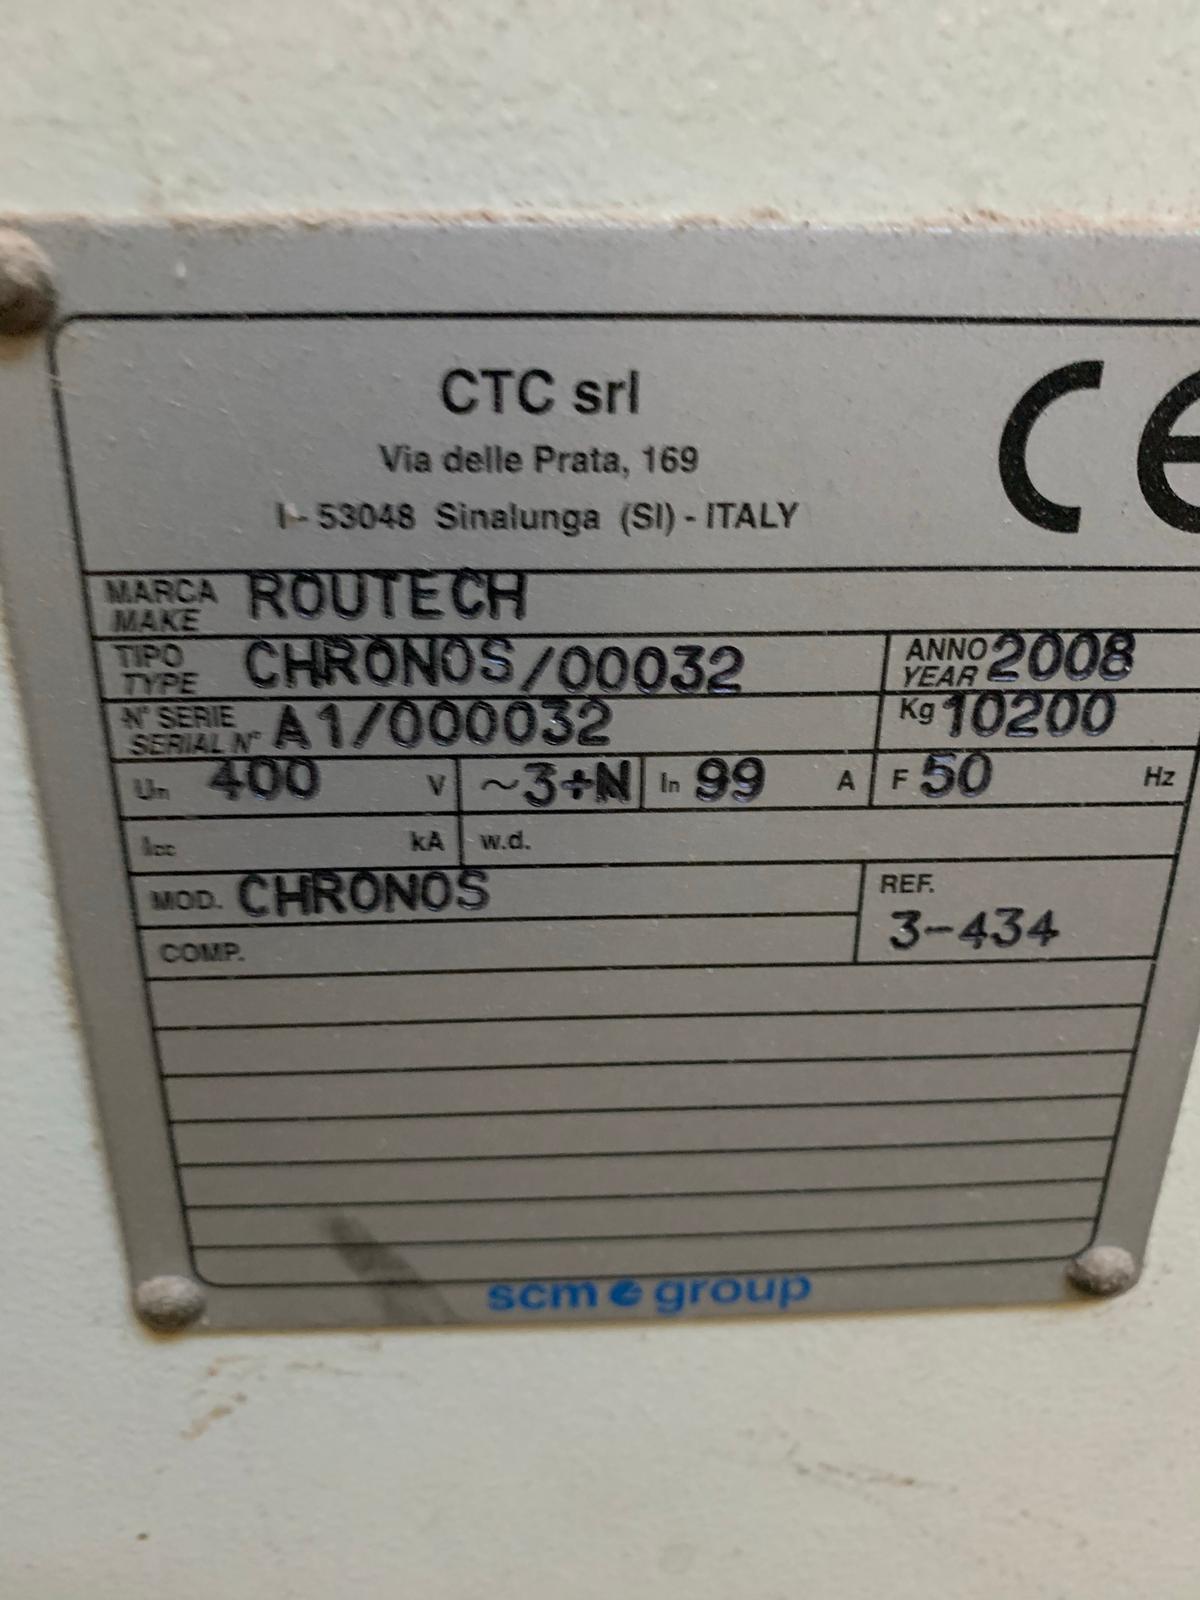 CTC srl
Via delle Prata, 169
I - 53048 Sinalunga (SI) - ITALY
CE
MARCA
MAKE
ROUTECH
TIPO
TYPE
CHRONOS/00032
ANNO
YEAR
2008
N° SERIE
SERIAL N°
A1/000032
Kg 10200
Un 400 V
~3+N
In 99 A
F 50 Hz
Icc kA
w.d.
MOD. CHRONOS
REF.
3-434
COMP.
scm group